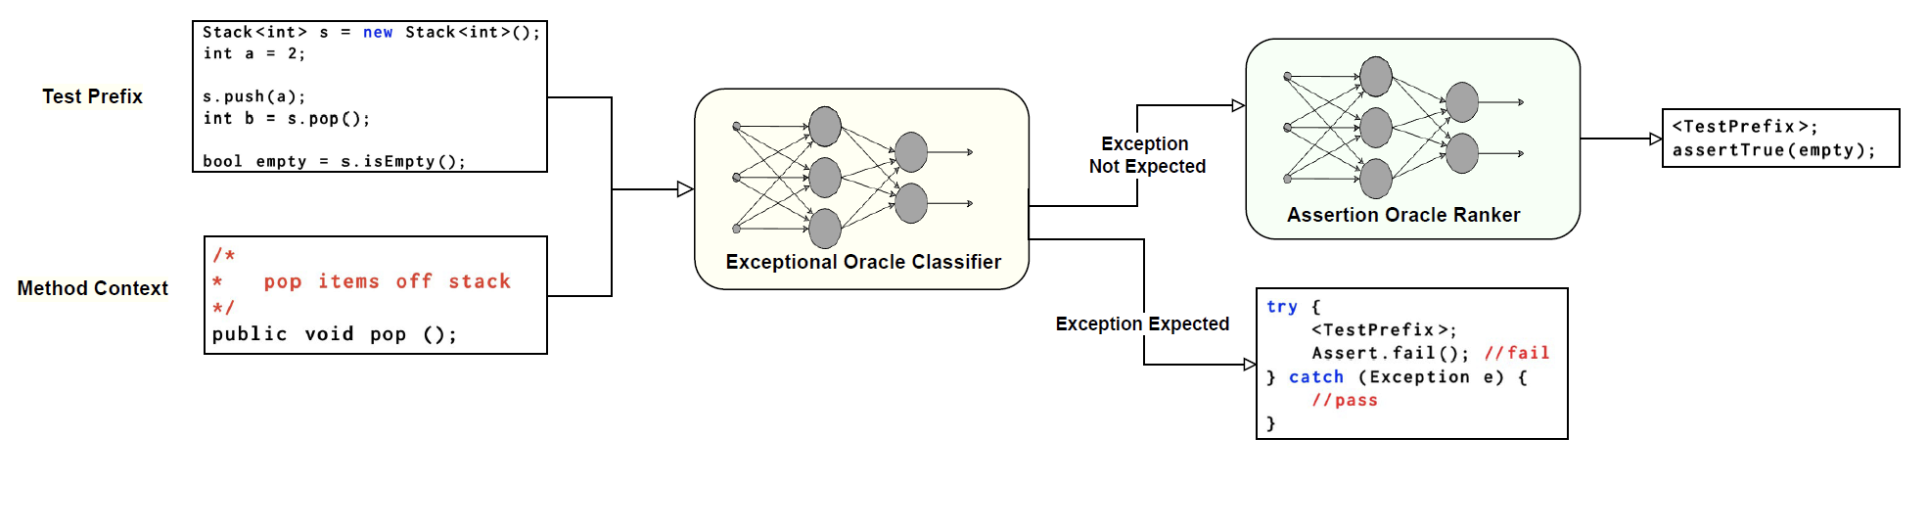 Test Prefix
Stack<int> s = new Stack<int>();
int a = 2;
s.push(a);
int b = s.pop();
bool empty = s.isEmpty();
Method Context
/*
*   pop items off stack
*/
public void pop ();
Exceptional Oracle Classifier
Exception
Not Expected
Exception Expected
Assertion Oracle Ranker
<TestPrefix>;
assertTrue(empty);
try {
    <TestPrefix>;
    Assert.fail(); //fail
} catch (Exception e) {
    //pass
}